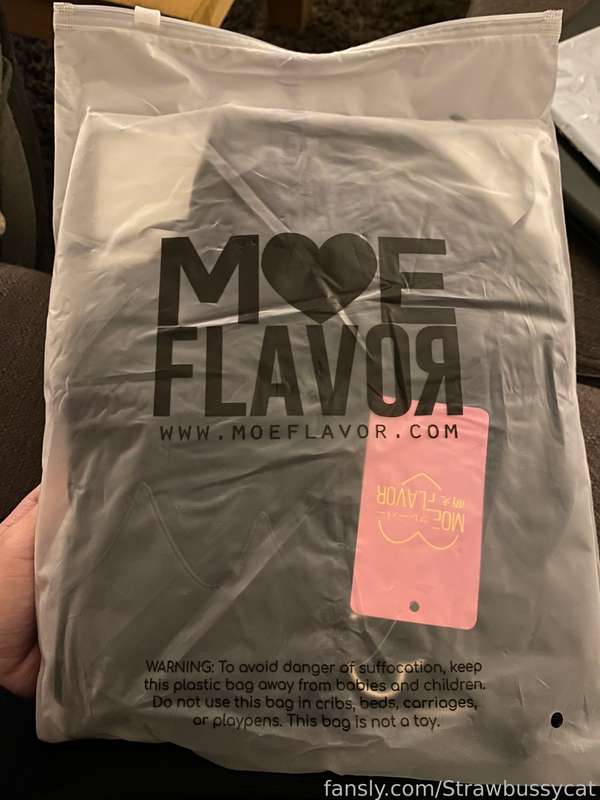 M♥E
FLAVOR
WWW.MOEFLAVOR.COM
MOE
FLAVOR
WARNING: To avoid danger of suffocation, keep
this plastic bag away from babies and children.
Do not use this bag in cribs, beds, carriages,
or playpens. This bag is not a toy.
fansly.com/Strawbussycat